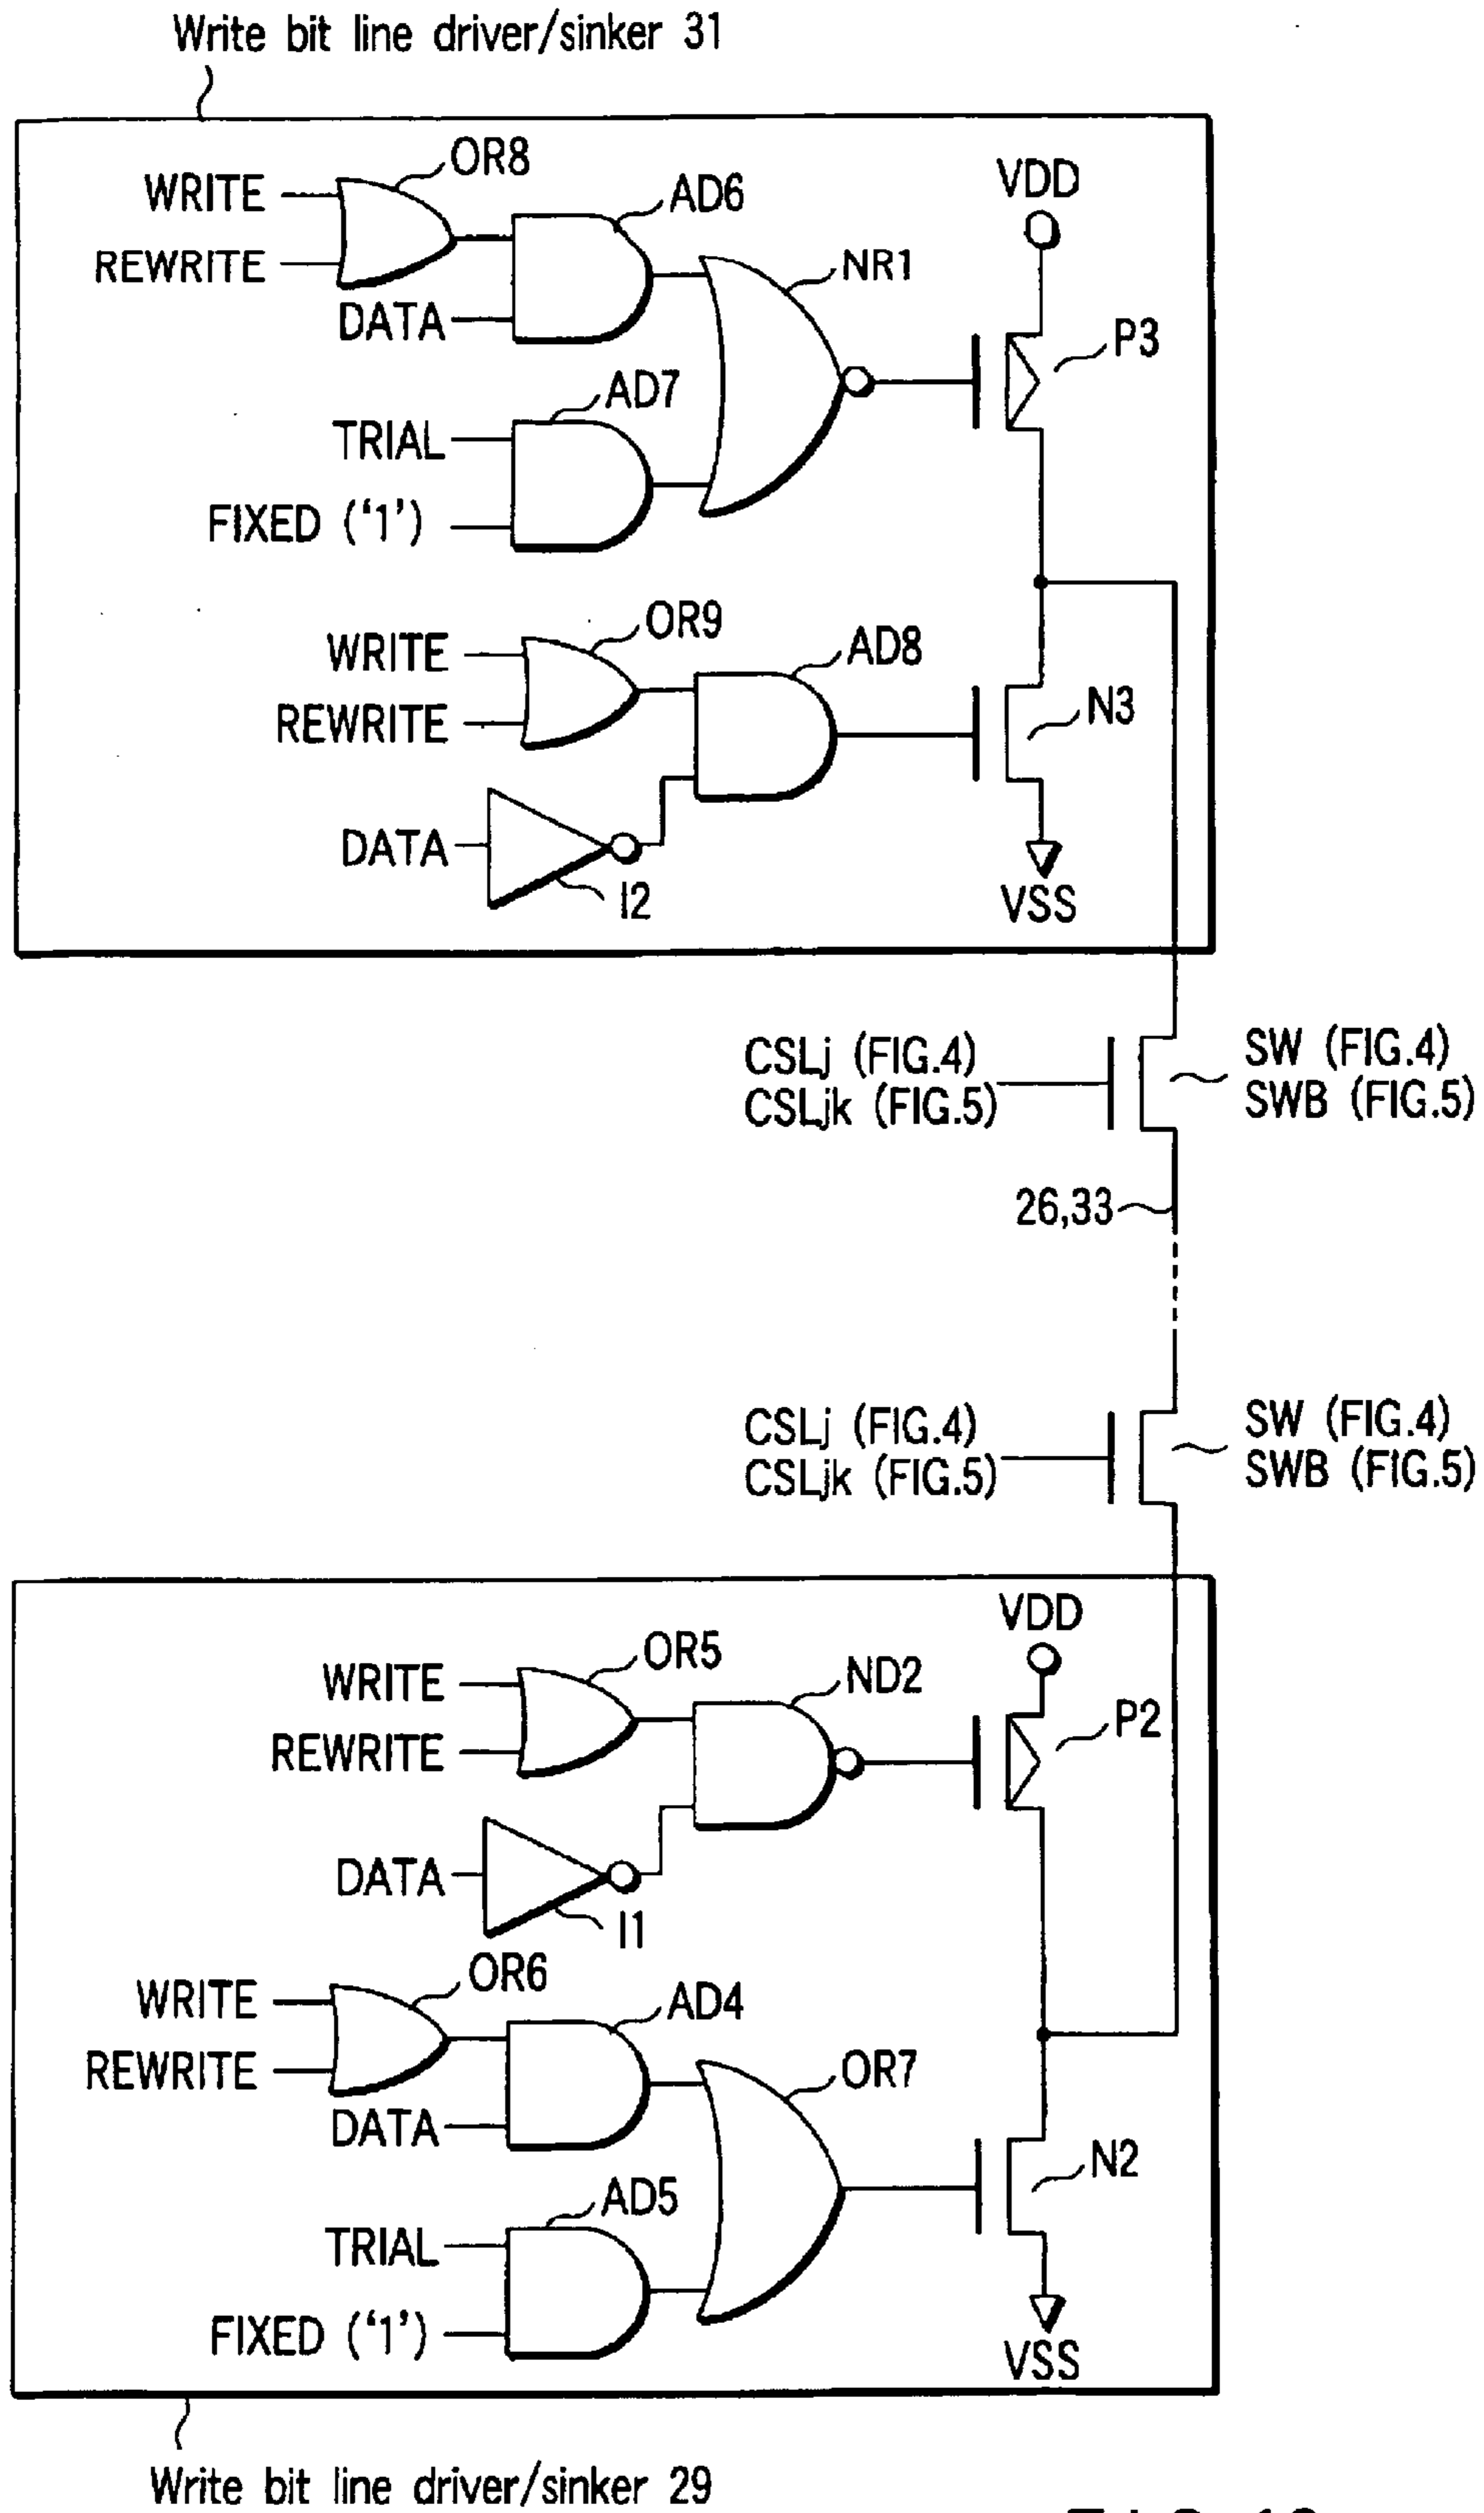 Write bit line driver/sinker 31
OR8
WRITE
REWRITE
AD6
DATA
NR1
VDD
P3
AD7
TRIAL
FIXED (‘1’)
OR9
WRITE
REWRITE
AD8
N3
DATA
I2
VSS
CSLj (FIG.4)
CSLjk (FIG.5)
SW (FIG.4)
SWB (FIG.5)
26,33
CSLj (FIG.4)
CSLjk (FIG.5)
SW (FIG.4)
SWB (FIG.5)
VDD
OR5
WRITE
REWRITE
ND2
P2
DATA
I1
OR6
WRITE
REWRITE
AD4
DATA
OR7
AD5
N2
TRIAL
FIXED (‘1’)
VSS
Write bit line driver/sinker 29